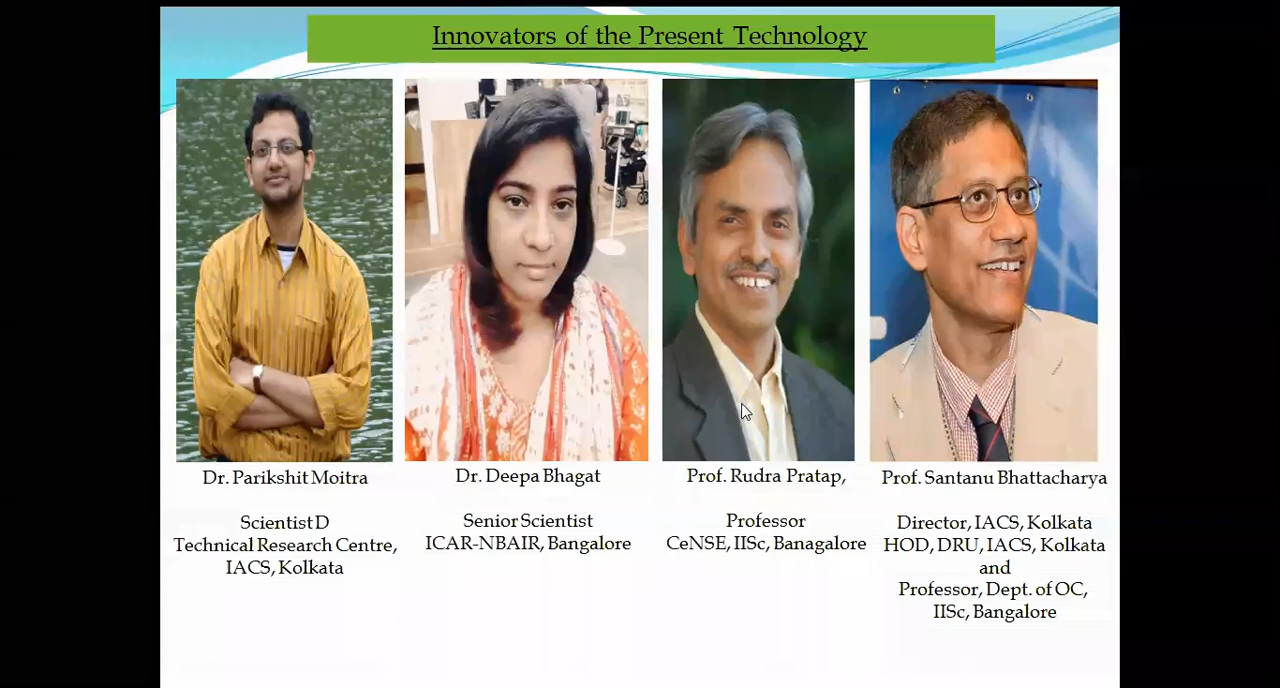 Innovators of the Present Technology
Dr. Parikshit Moitra
Scientist D
Technical Research Centre,
IACS, Kolkata
Dr. Deepa Bhagat
Senior Scientist
ICAR-NBAIR, Bangalore
Prof. Rudra Pratap,
Professor
CeNSE, IISc, Banagalore
Prof. Santanu Bhattacharya
Director, IACS, Kolkata
HOD, DRU, IACS, Kolkata
and
Professor, Dept. of OC,
IISc, Bangalore